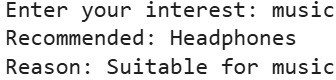 Enter your interest: music
Recommended: Headphones
Reason: Suitable for music